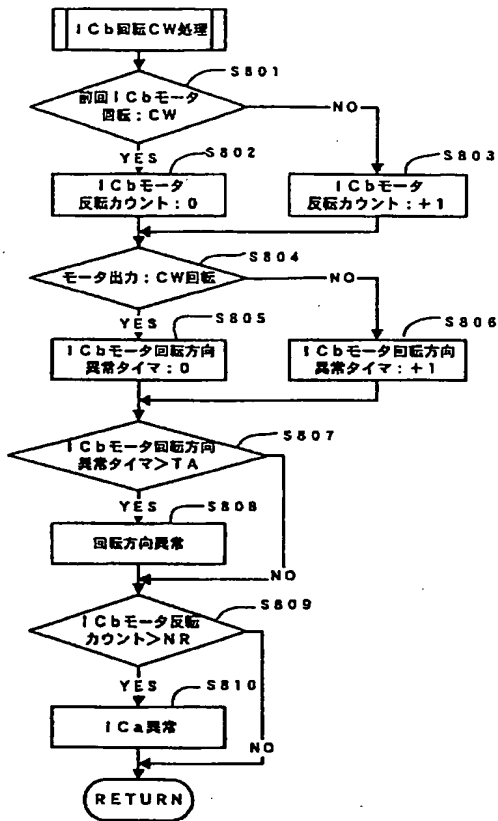 ICb回転CW処理
S801
前回ICbモータ
回転:CW
NO
YES
S802
S803
ICbモータ
反転カウント:0
ICbモータ
反転カウント:+1
S804
モータ出力:CW回転
NO
YES
S805
S806
ICbモータ回転方向
異常タイマ:0
ICbモータ回転方向
異常タイマ:+1
S807
ICbモータ回転方向
異常タイマ>TA
YES
S808
回転方向異常
NO
S809
ICbモータ反転
カウント>NR
YES
S810
ICa異常
NO
RETURN